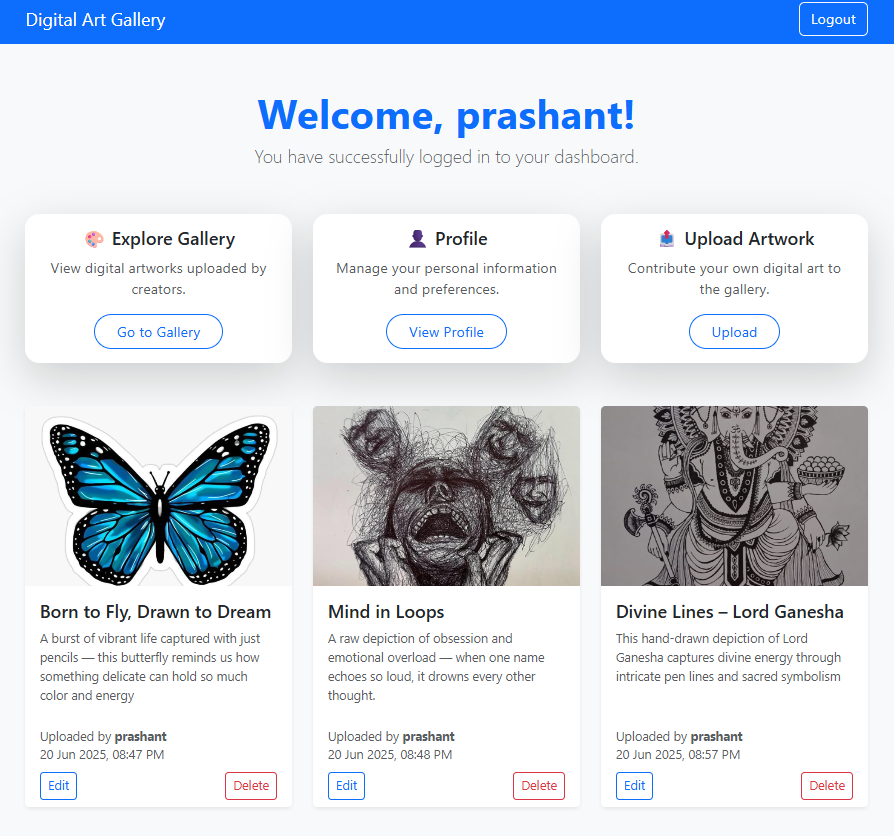 Digital Art Gallery
Logout
Welcome, prashant!
You have successfully logged in to your dashboard.
Explore Gallery
View digital artworks uploaded by
creators.
Go to Gallery
Profile
Manage your personal information
and preferences.
View Profile
Upload Artwork
Contribute your own digital art to
the gallery.
Upload
Born to Fly, Drawn to Dream
A burst of vibrant life captured with just
pencils — this butterfly reminds us how
something delicate can hold so much
color and energy
Uploaded by prashant
20 Jun 2025, 08:47 PM
Edit
Delete
Mind in Loops
A raw depiction of obsession and
emotional overload — when one name
echoes so loud, it drowns every other
thought.
Uploaded by prashant
20 Jun 2025, 08:48 PM
Edit
Delete
Divine Lines – Lord Ganesha
This hand-drawn depiction of Lord
Ganesha captures divine energy through
intricate pen lines and sacred symbolism
Uploaded by prashant
20 Jun 2025, 08:57 PM
Edit
Delete